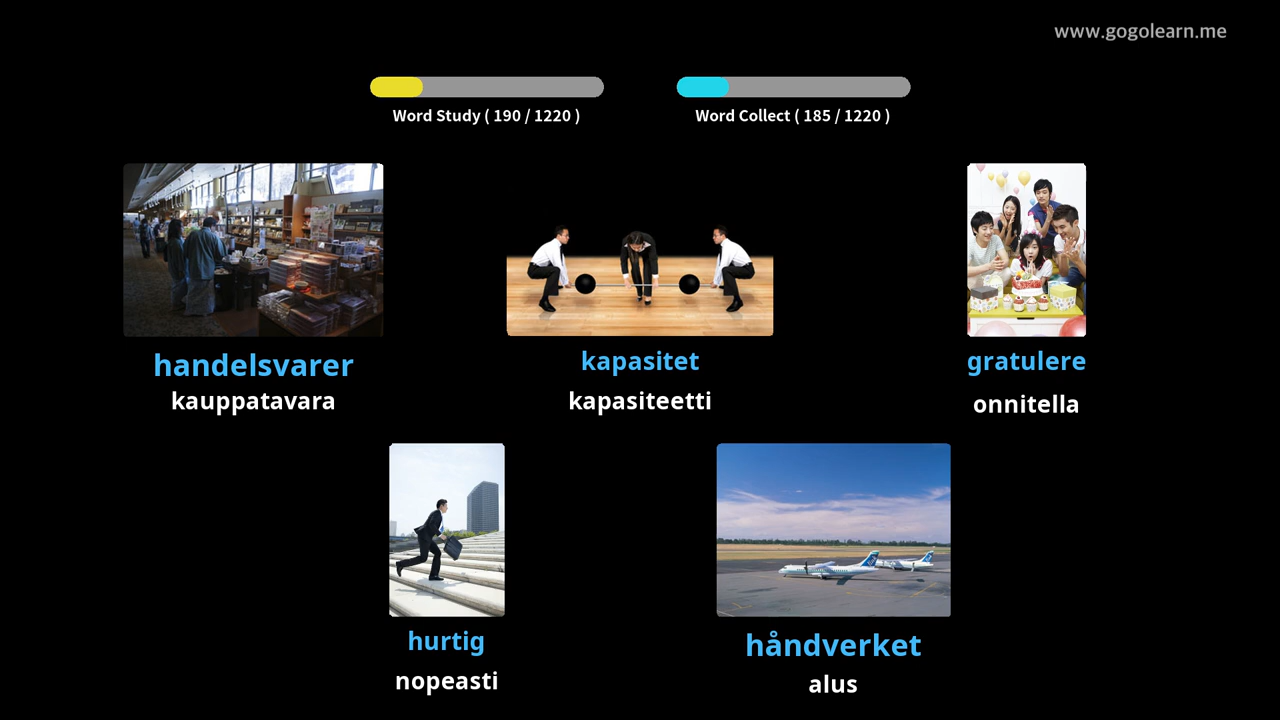 www.gogolearn.me
Word Study ( 190 / 1220 )
Word Collect ( 185 / 1220 )
handelsvarer
kauppatavara
kapasitet
kapasiteetti
gratulere
onnitella
hurtig
nopeasti
håndverket
alus